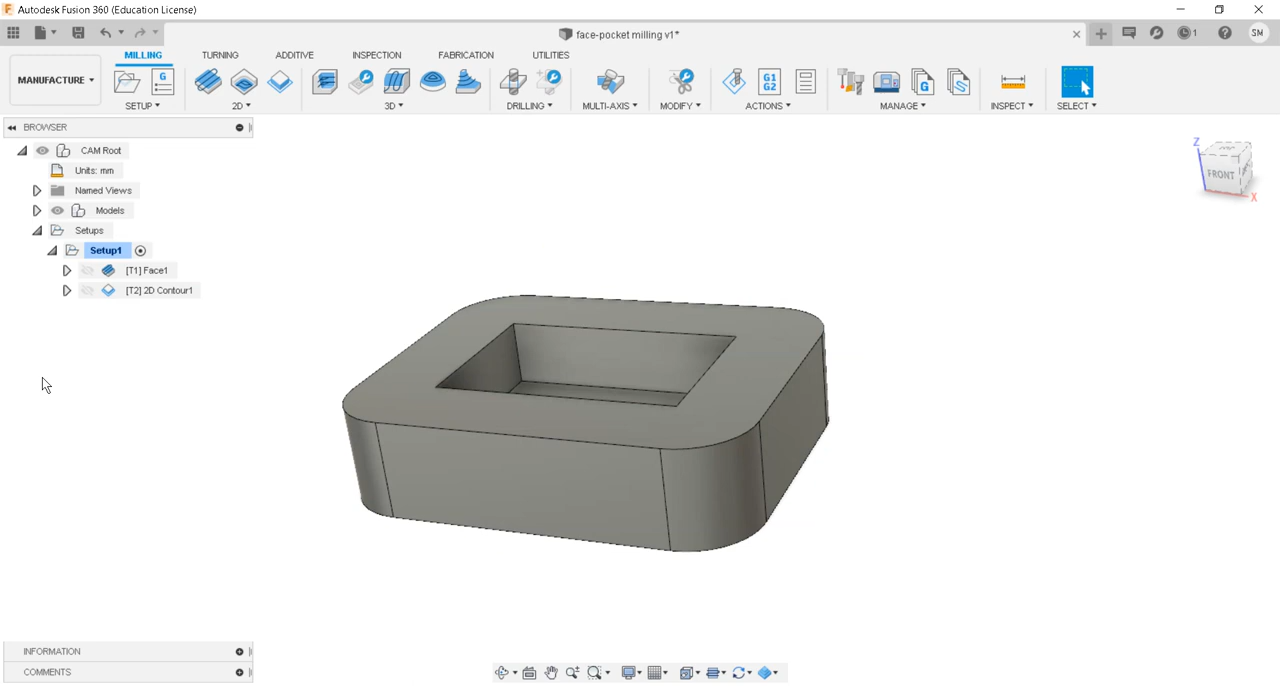 Autodesk Fusion 360 (Education License)
face-pocket milling v1*
1
SM
MILLING
TURNING
ADDITIVE
INSPECTION
FABRICATION
UTILITIES
MANUFACTURE
G
G1
G2
G
SETUP
2D
3D
DRILLING
MULTI-AXIS
MODIFY
ACTIONS
MANAGE
INSPECT
SELECT
BROWSER
CAM Root
Units: mm
Named Views
Models
Setups
Setup1
[T1] Face1
[T2] 2D Contour1
Z
TOP
FRONT
X
INFORMATION
COMMENTS